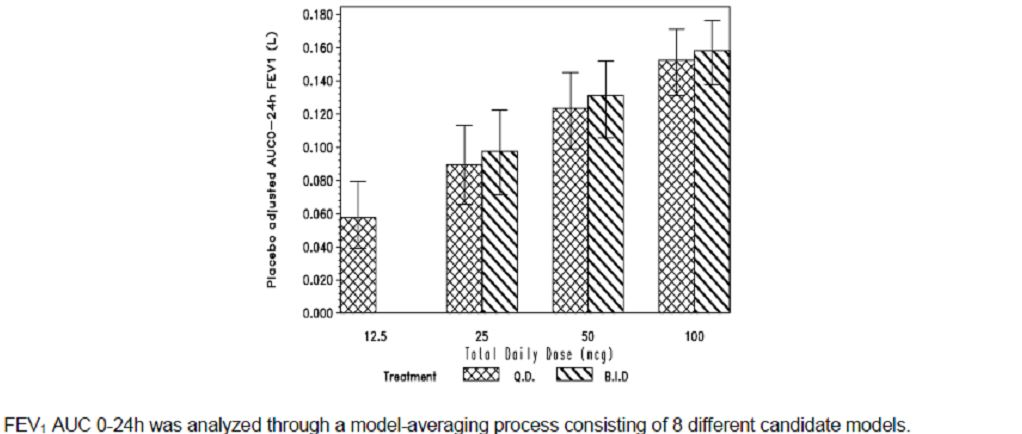 Placebo adjusted AUC0-24h FEV1 (L)
0.180
0.160
0.140
0.120
0.100
0.080
0.060
0.040
0.020
0.000
12.5 25 50 100
Total Daily Dose (mcg)
Treatment Q.D. B.I.D
FEV₁ AUC 0-24h was analyzed through a model-averaging process consisting of 8 different candidate models.